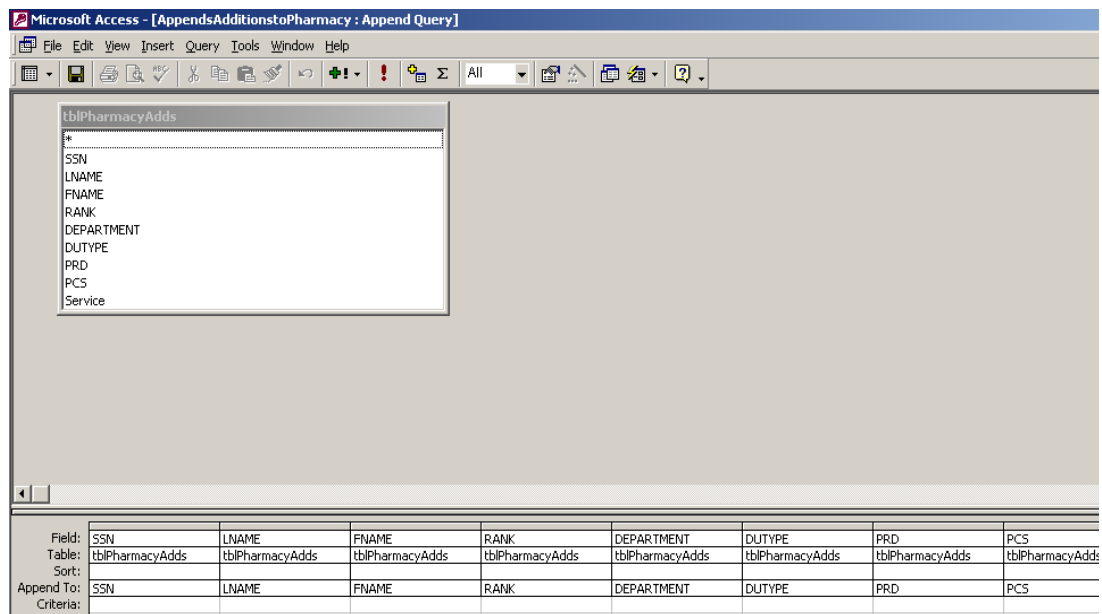 Microsoft Access - [AppendsAdditionstoPharmacy : Append Query]
File Edit View Insert Query Tools Window Help
All
tblPharmacyAdds
*
SSN
LNAME
FNAME
RANK
DEPARTMENT
DUTYPE
PRD
PCS
Service
Field: SSN LNAME FNAME RANK DEPARTMENT DUTYPE PRD PCS
Table: tblPharmacyAdds tblPharmacyAdds tblPharmacyAdds tblPharmacyAdds tblPharmacyAdds tblPharmacyAdds tblPharmacyAdds tblPharmacyAdds
Sort:
Append To: SSN LNAME FNAME RANK DEPARTMENT DUTYPE PRD PCS
Criteria: